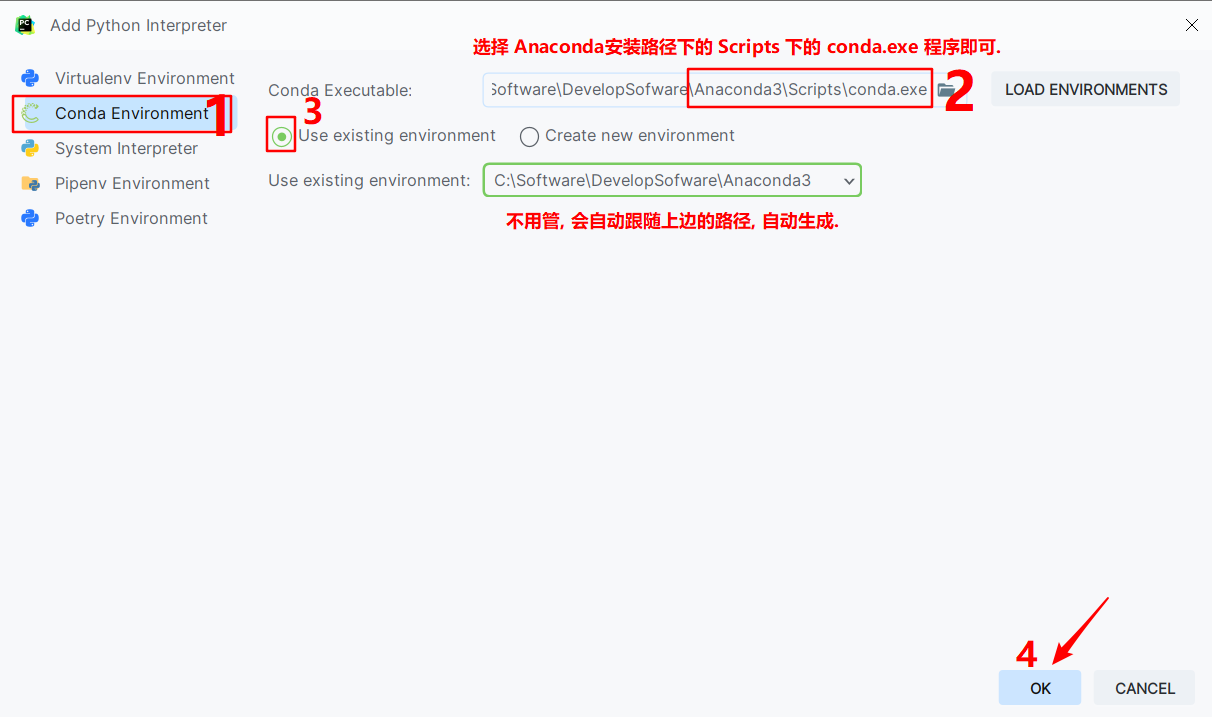 Add Python Interpreter
选择 Anaconda安装路径下的 Scripts 下的 conda.exe 程序即可.
Virtualenv Environment
Conda Environment
1
System Interpreter
Pipenv Environment
Poetry Environment
Conda Executable:
Software\DevelopSofware\Anaconda3\Scripts\conda.exe
2
LOAD ENVIRONMENTS
3
Use existing environment
Create new environment
Use existing environment:
C:\Software\DevelopSofware\Anaconda3
不用管, 会自动跟随上边的路径, 自动生成.
4
OK
CANCEL